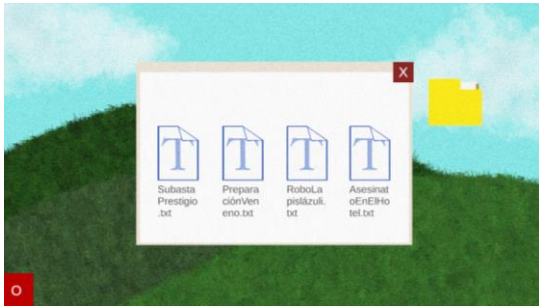 X
Subasta
Prestigio
.txt
Prepara
ciónVen
eno.txt
RoboLa
pislázuli.
txt
Asesinat
oEnElHo
tel.txt
O